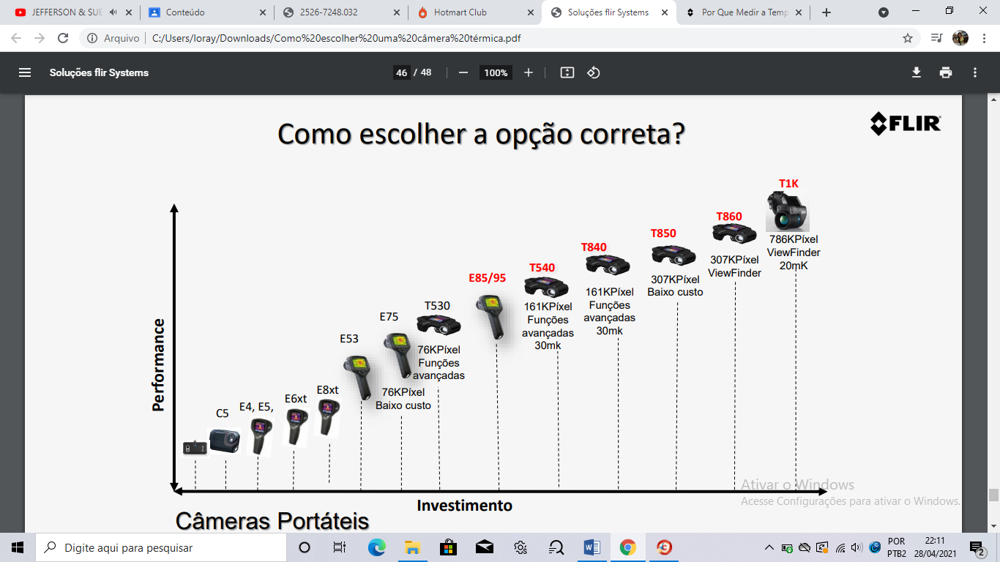 JEFFERSON & SUE
Conteúdo
2526-7248.032
Hotmart Club
Soluções flir Systems
Por Que Medir a Temp
Arquivo
C:/Users/loray/Downloads/Como%20escolher%20uma%20câmera%20térmica.pdf
Soluções flir Systems
46 / 48
100%
Como escolher a opção correta?
FLIR
T1K
T860
786KPíxel
ViewFinder
20mK
T850
307KPíxel
ViewFinder
T840
307KPíxel
Baixo custo
T540
161KPíxel
Funções
avançadas
30mk
E85/95
161KPíxel
Funções
avançadas
30mk
T530
76KPíxel
Funções
avançadas
E75
76KPíxel
Baixo custo
E53
E8xt
E6xt
E4, E5,
C5
Performance
Investimento
Câmeras Portáteis
Ativar o Windows
Acesse Configurações para ativar o Windows.
Digite aqui para pesquisar
POR
PTB2
22:11
28/04/2021
2